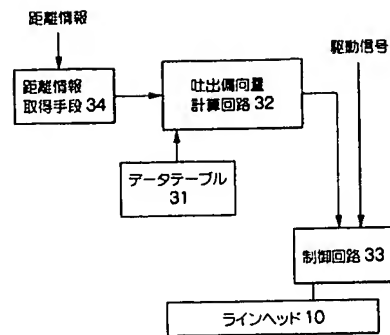 距離情報
駆動信号
距離情報
取得手段 34
吐出偏向量
計算回路 32
データテーブル
31
制御回路 33
ラインヘッド 10